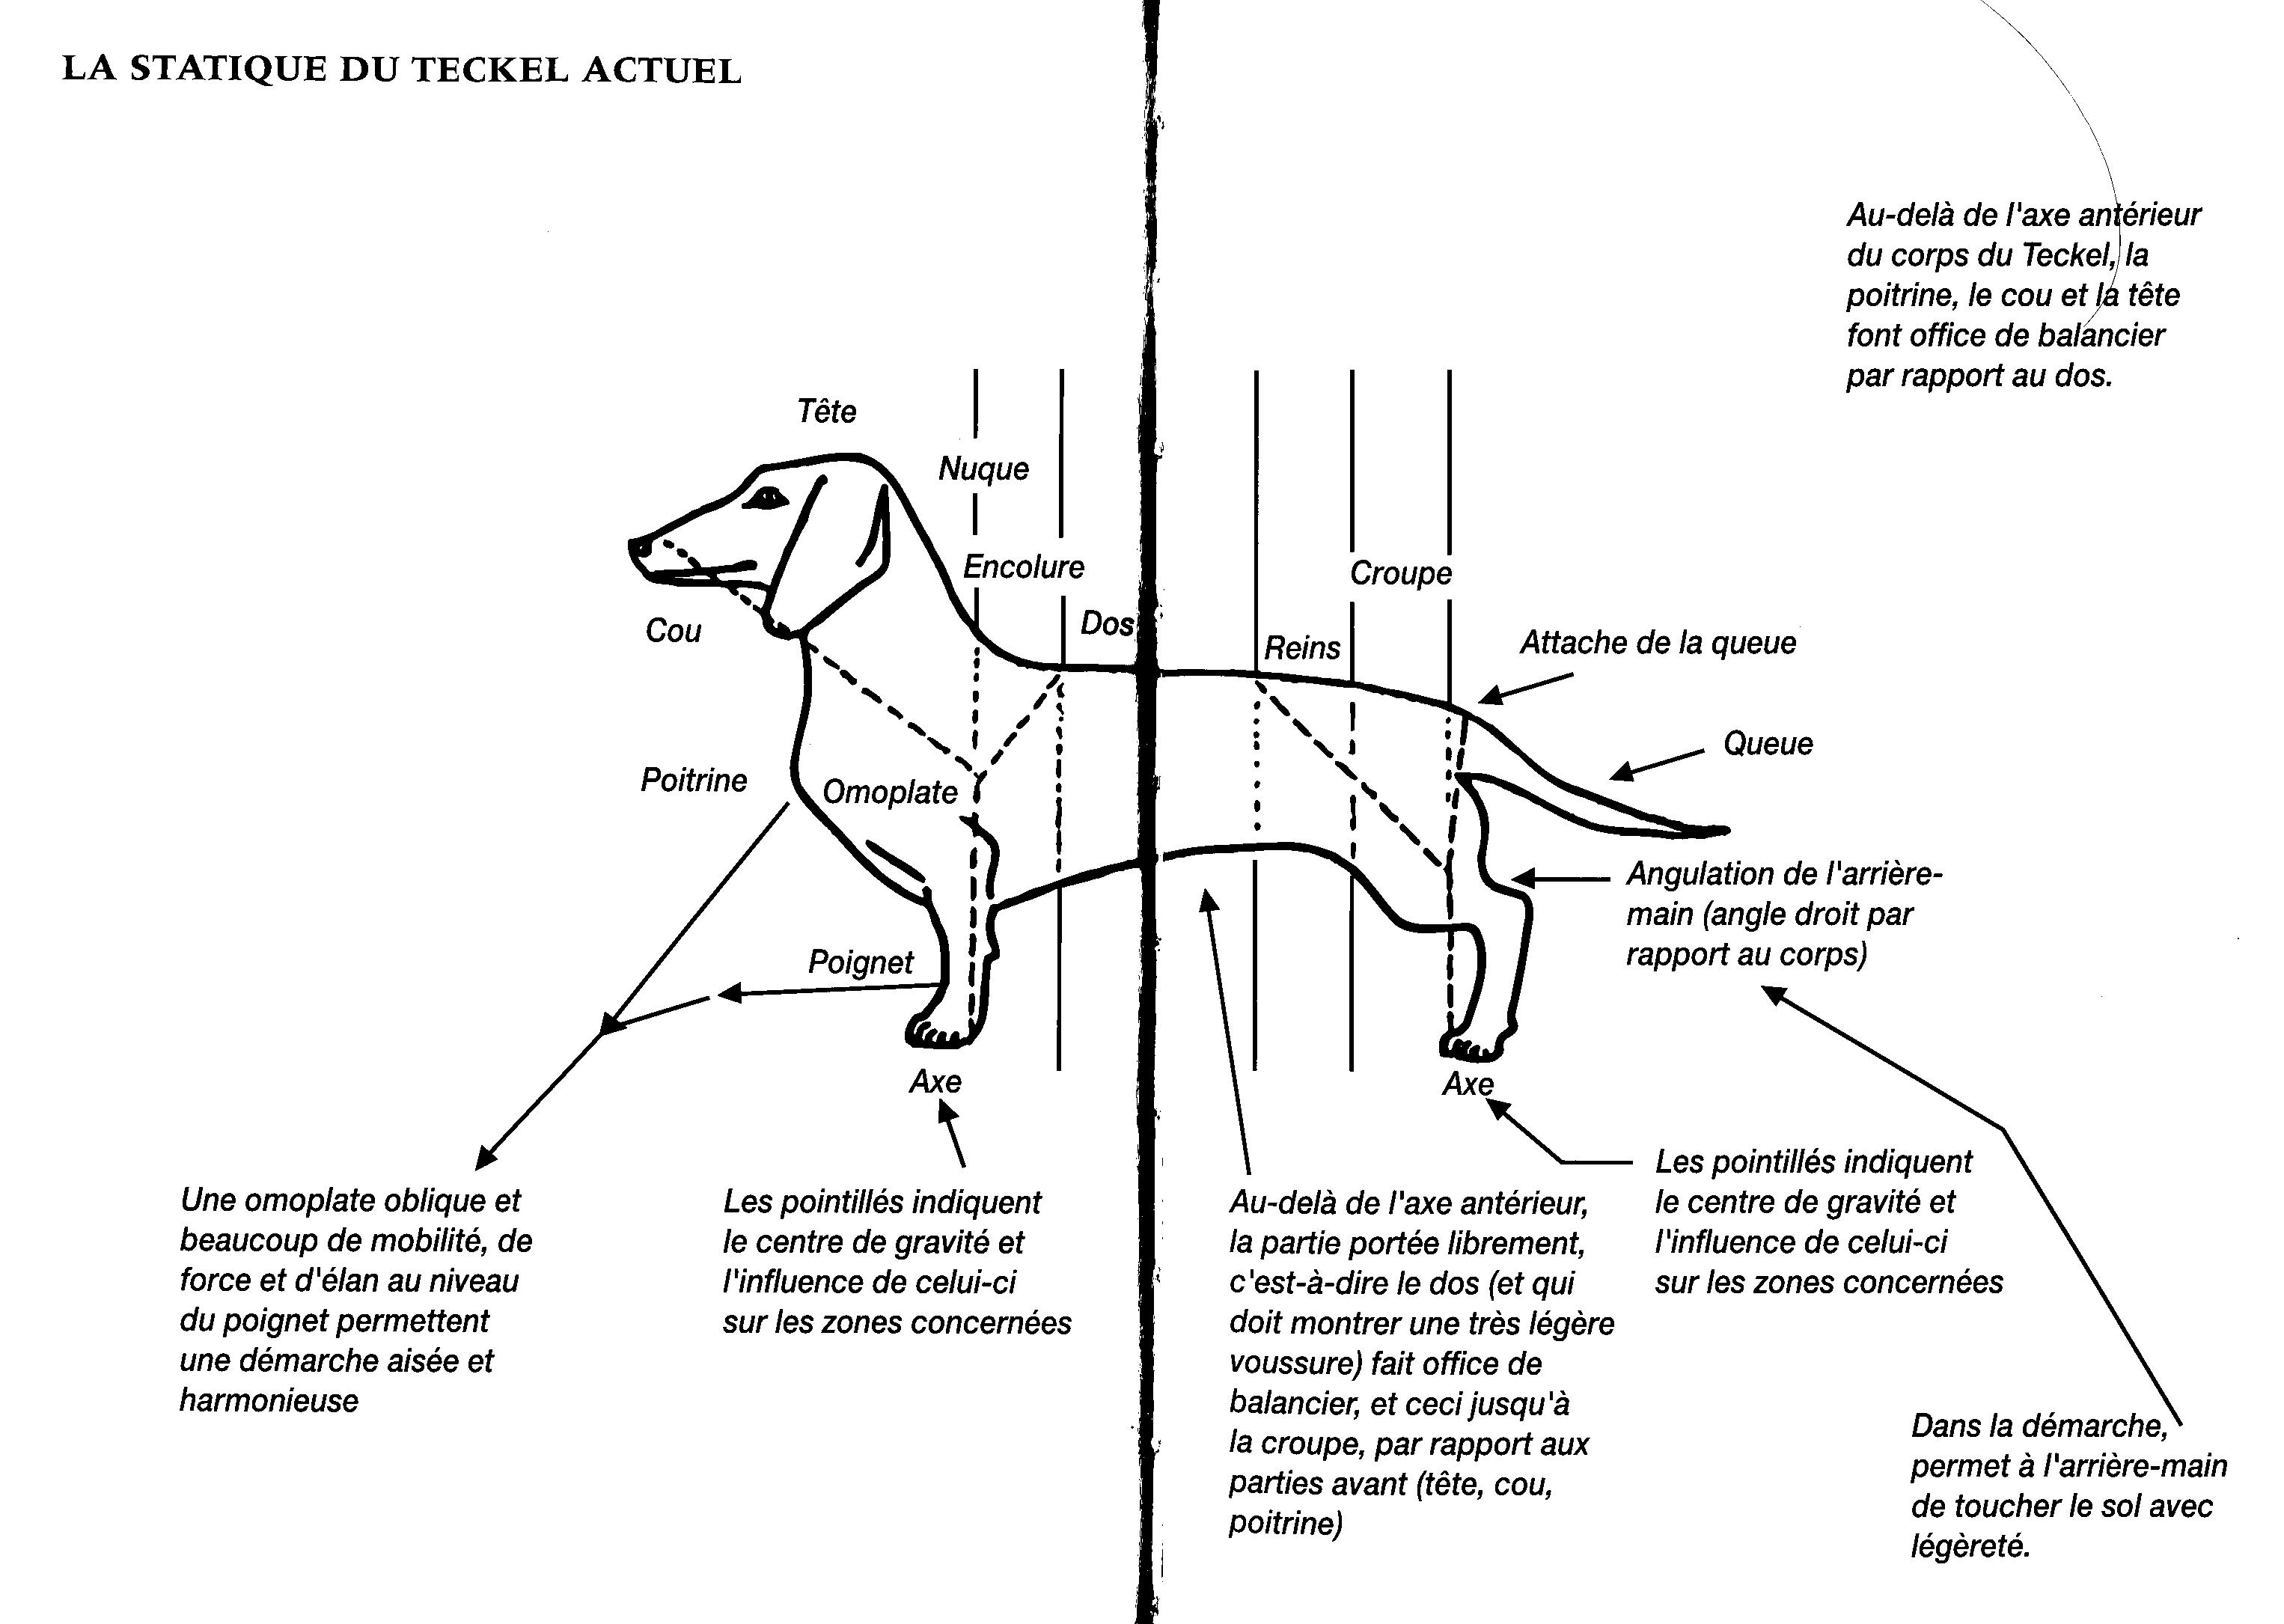 LA STATIQUE DU TECKEL ACTUEL
Au-delà de l'axe antérieur
du corps du Teckel, la
poitrine, le cou et la tête
font office de balancier
par rapport au dos.
Tête
Nuque
Encolure
Croupe
Cou
Dos
Reins
Attache de la queue
Queue
Poitrine
Omoplate
Angulation de l'arrière-
main (angle droit par
rapport au corps)
Poignet
Axe
Axe
Une omoplate oblique et
beaucoup de mobilité, de
force et d'élan au niveau
du poignet permettent
une démarche aisée et
harmonieuse
Les pointillés indiquent
le centre de gravité et
l'influence de celui-ci
sur les zones concernées
Au-delà de l'axe antérieur,
la partie portée librement,
c'est-à-dire le dos (et qui
doit montrer une très légère
voussure) fait office de
balancier, et ceci jusqu'à
la croupe, par rapport aux
parties avant (tête, cou,
poitrine)
Les pointillés indiquent
le centre de gravité et
l'influence de celui-ci
sur les zones concernées
Dans la démarche,
permet à l'arrière-main
de toucher le sol avec
légèreté.